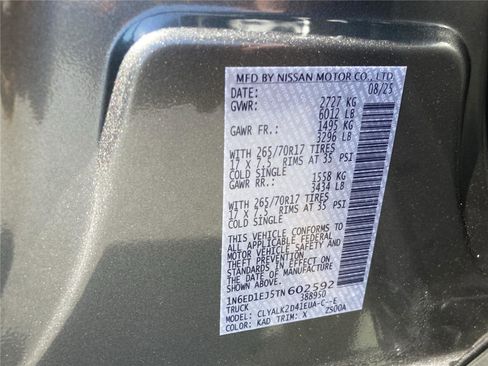 MFD BY NISSAN MOTOR CO., LTD.
DATE: 08/25
GVWR: 2727 KG
6012 LB
GAWR FR.: 1495 KG
3296 LB
WITH 265/70R17 TIRES
17 X 7.5 RIMS AT 35 PSI
COLD SINGLE
GAWR RR.: 1558 KG
3434 LB
WITH 265/70R17 TIRES
17 X 7.5 RIMS AT 35 PSI
COLD SINGLE
THIS VEHICLE CONFORMS TO
ALL APPLICABLE FEDERAL
MOTOR VEHICLE SAFETY
STANDARDS IN EFFECT ON
THE DATE OF
MANUFACTURE SHOWN ABOVE.
1N6ED1EJ5TN602592
TRUCK 388950
MODEL: CLYALK2D41EUA-C--E
COLOR: KAD TRIM: X ZS00A